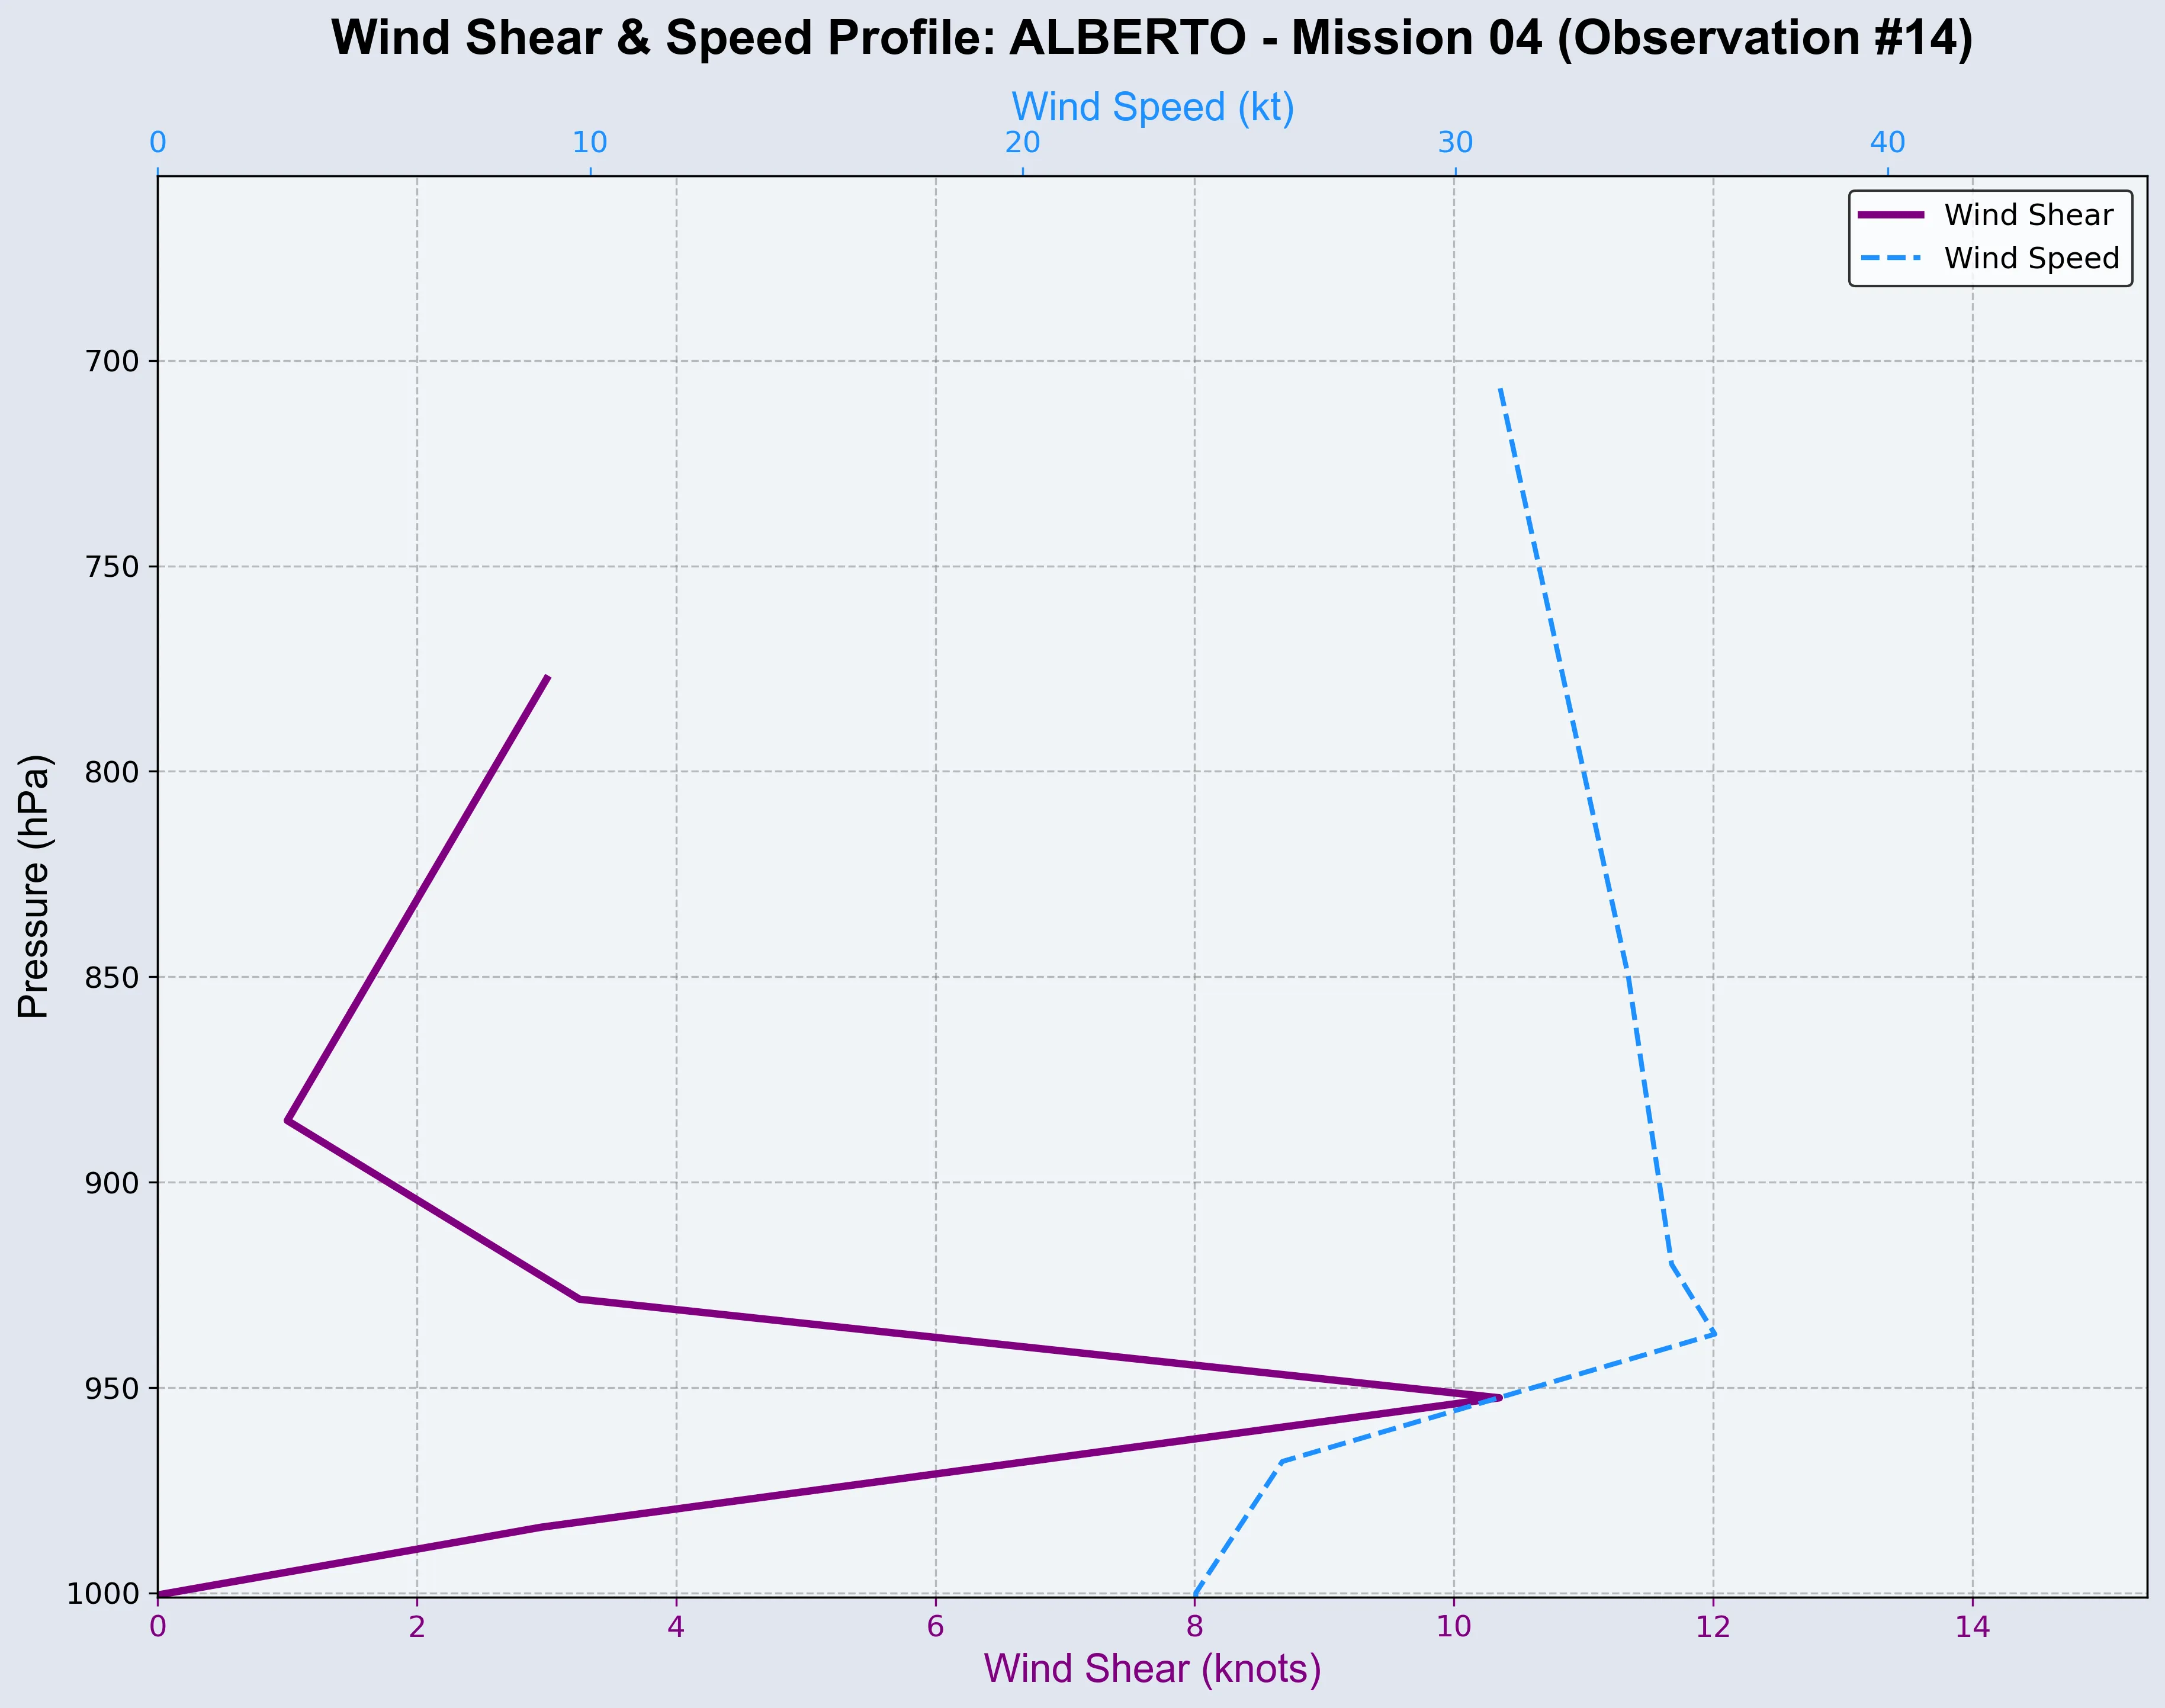 Wind Shear & Speed Profile: ALBERTO - Mission 04 (Observation #14)
Wind Speed (kt)
0 10 20 30 40
Wind Shear
Wind Speed
700
750
800
850
900
950
1000
Pressure (hPa)
0 2 4 6 8 10 12 14
Wind Shear (knots)